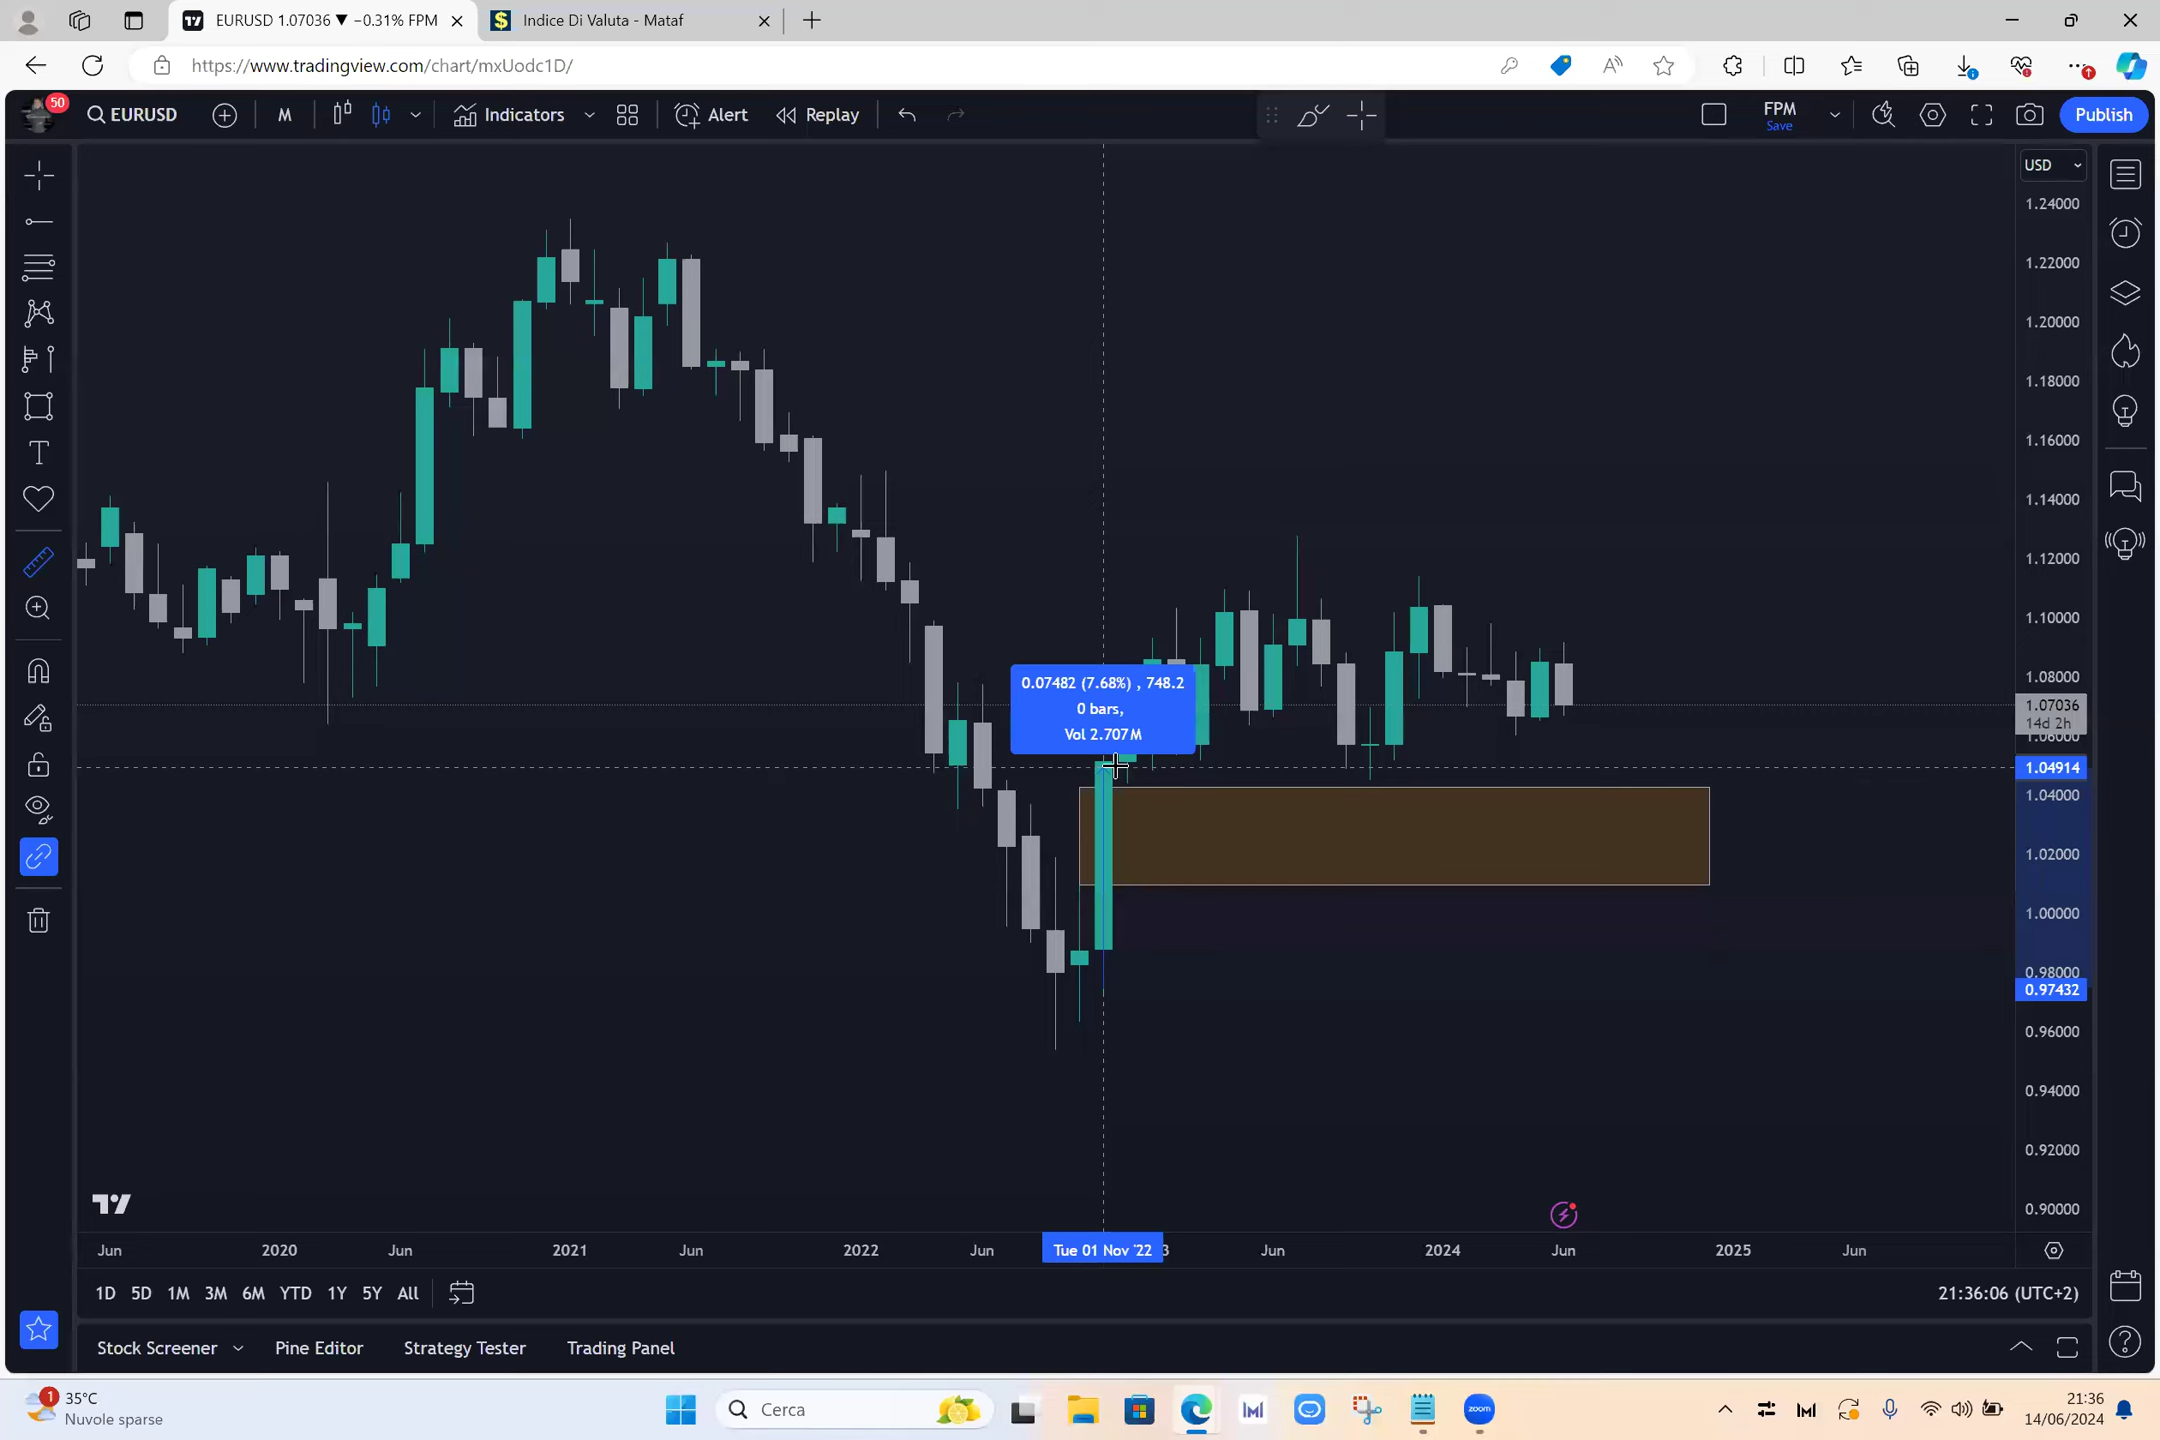 EURUSD 1.07036 ▼ −0.31% FPM
Indice Di Valuta - Mataf
https://www.tradingview.com/chart/mxUodc1D/
50
EURUSD
M
Indicators
Alert
Replay
FPM
Save
Publish
USD
1.24000
1.22000
1.20000
1.18000
1.16000
1.14000
1.12000
1.10000
1.08000
1.07036
14d 2h
1.06000
1.04914
1.04000
1.02000
1.00000
0.98000
0.97432
0.96000
0.94000
0.92000
0.90000
0.07482 (7.68%) , 748.2
0 bars,
Vol 2.707 M
Jun 2020 Jun 2021 Jun 2022 Jun Tue 01 Nov '22 3 Jun 2024 Jun 2025 Jun
1D 5D 1M 3M 6M YTD 1Y 5Y All
21:36:06 (UTC+2)
Stock Screener Pine Editor Strategy Tester Trading Panel
1
35°C
Nuvole sparse
Cerca
zoom
21:36
14/06/2024